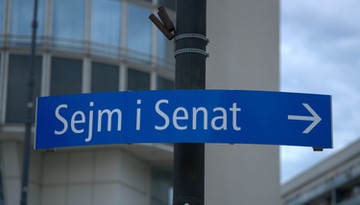 Sejm i Senat →